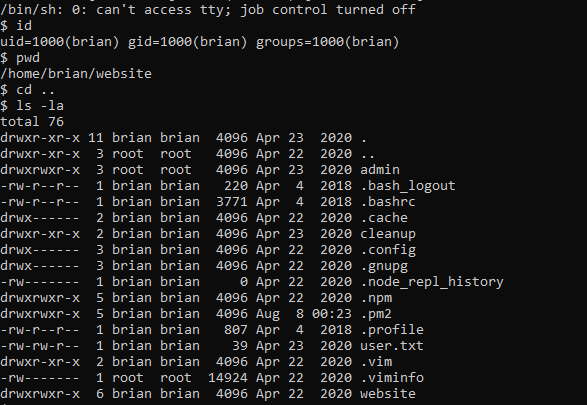 /bin/sh: 0: can't access tty; job control turned off
$ id
uid=1000(brian) gid=1000(brian) groups=1000(brian)
$ pwd
/home/brian/website
$ cd ..
$ ls -la
total 76
drwxr-xr-x 11 brian brian  4096 Apr 23  2020 .
drwxr-xr-x  3 root  root   4096 Apr 22  2020 ..
drwxrwxr-x  3 root  root   4096 Apr 23  2020 admin
-rw-r--r--  1 brian brian   220 Apr  4  2018 .bash_logout
-rw-r--r--  1 brian brian  3771 Apr  4  2018 .bashrc
drwx------  2 brian brian  4096 Apr 22  2020 .cache
drwxr-xr-x  2 brian brian  4096 Apr 23  2020 cleanup
drwx------  3 brian brian  4096 Apr 22  2020 .config
drwx------  3 brian brian  4096 Apr 22  2020 .gnupg
-rw-------  1 brian brian     0 Apr 22  2020 .node_repl_history
drwxrwxr-x  5 brian brian  4096 Apr 22  2020 .npm
drwxrwxr-x  5 brian brian  4096 Aug  8 00:23 .pm2
-rw-r--r--  1 brian brian   807 Apr  4  2018 .profile
-rw-rw-r--  1 brian brian    39 Apr 23  2020 user.txt
drwxr-xr-x  2 brian brian  4096 Apr 22  2020 .vim
-rw-------  1 root  root  14924 Apr 22  2020 .viminfo
drwxrwxr-x  6 brian brian  4096 Apr 22  2020 website